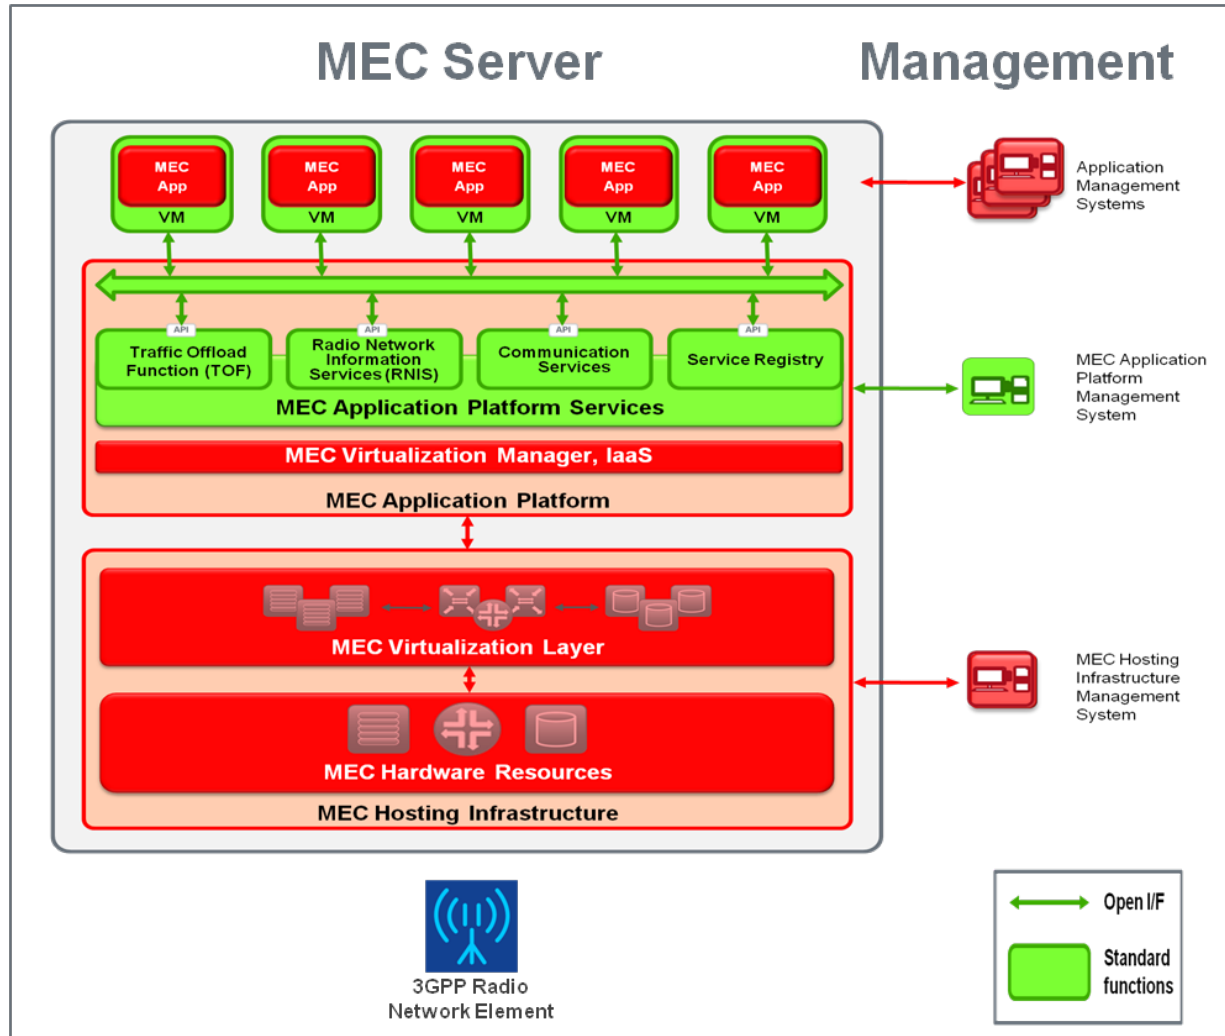 MEC Server
Management
MEC
App
VM
MEC
App
VM
MEC
App
VM
MEC
App
VM
MEC
App
VM
Application
Management
Systems
API
API
API
API
Traffic Offload
Function (TOF)
Radio Network
Information
Services (RNIS)
Communication
Services
Service Registry
MEC Application Platform Services
MEC Application
Platform
Management
System
MEC Virtualization Manager, IaaS
MEC Application Platform
MEC Virtualization Layer
MEC Hosting
Infrastructure
Management
System
MEC Hardware Resources
MEC Hosting Infrastructure
3GPP Radio
Network Element
Open I/F
Standard
functions